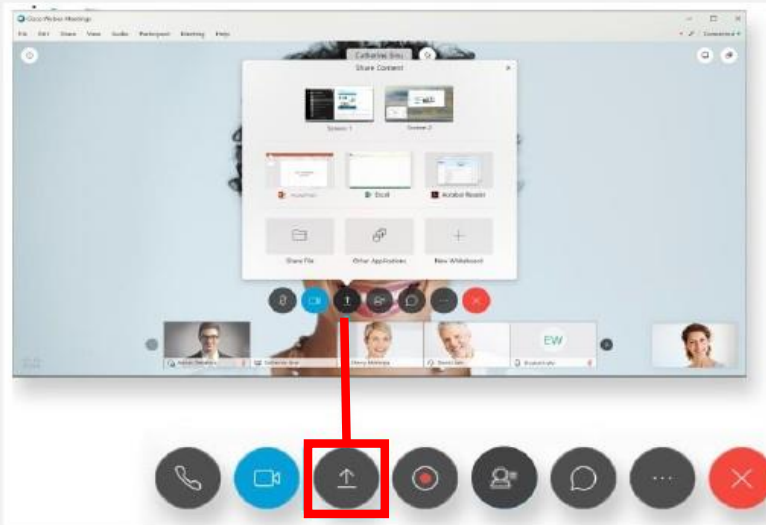 Cisco Webex Meetings
File Edit Share View Audio Participant Meeting Help
Connected
Catherine Sinu
Share Content
Screen 1
Screen 2
PowerPoint
Excel
Acrobat Reader
Share File
Other Applications
New Whiteboard
EW